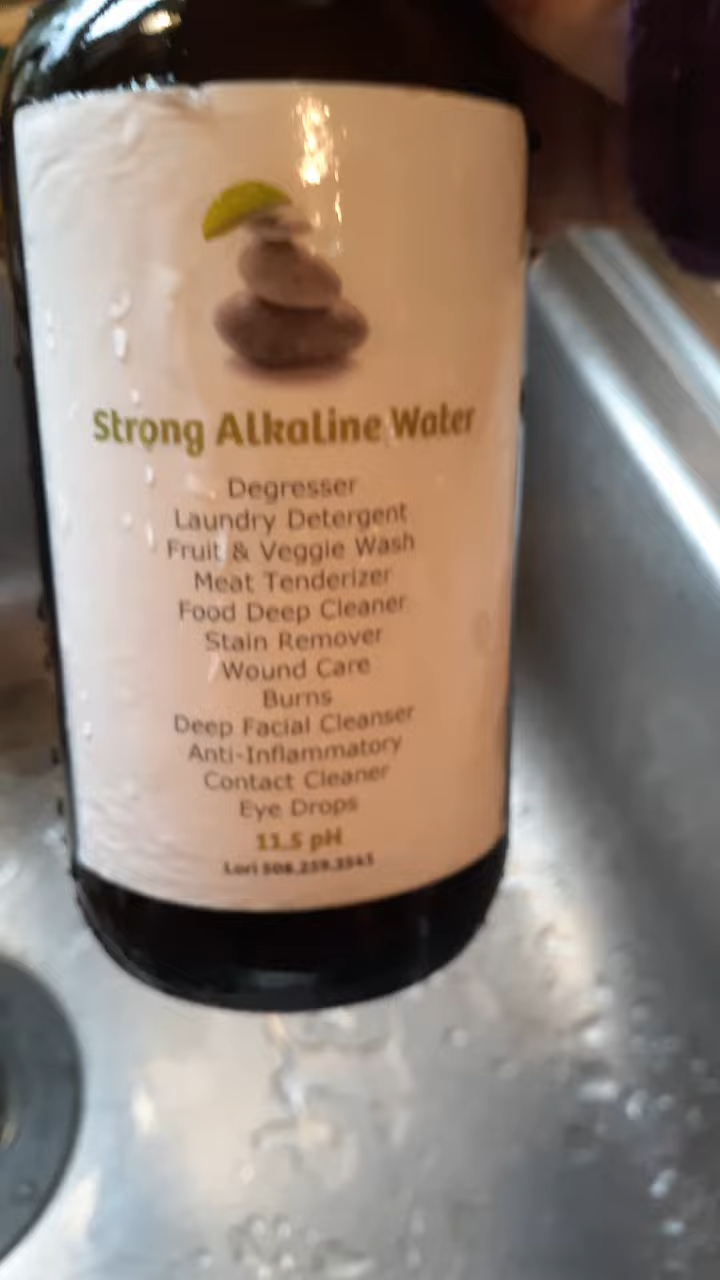 Strong Alkaline Water
Degresser
Laundry Detergent
Fruit & Veggie Wash
Meat Tenderizer
Food Deep Cleaner
Stain Remover
Wound Care
Burns
Deep Facial Cleanser
Anti-Inflammatory
Contact Cleaner
Eye Drops
11.5 pH
Lori